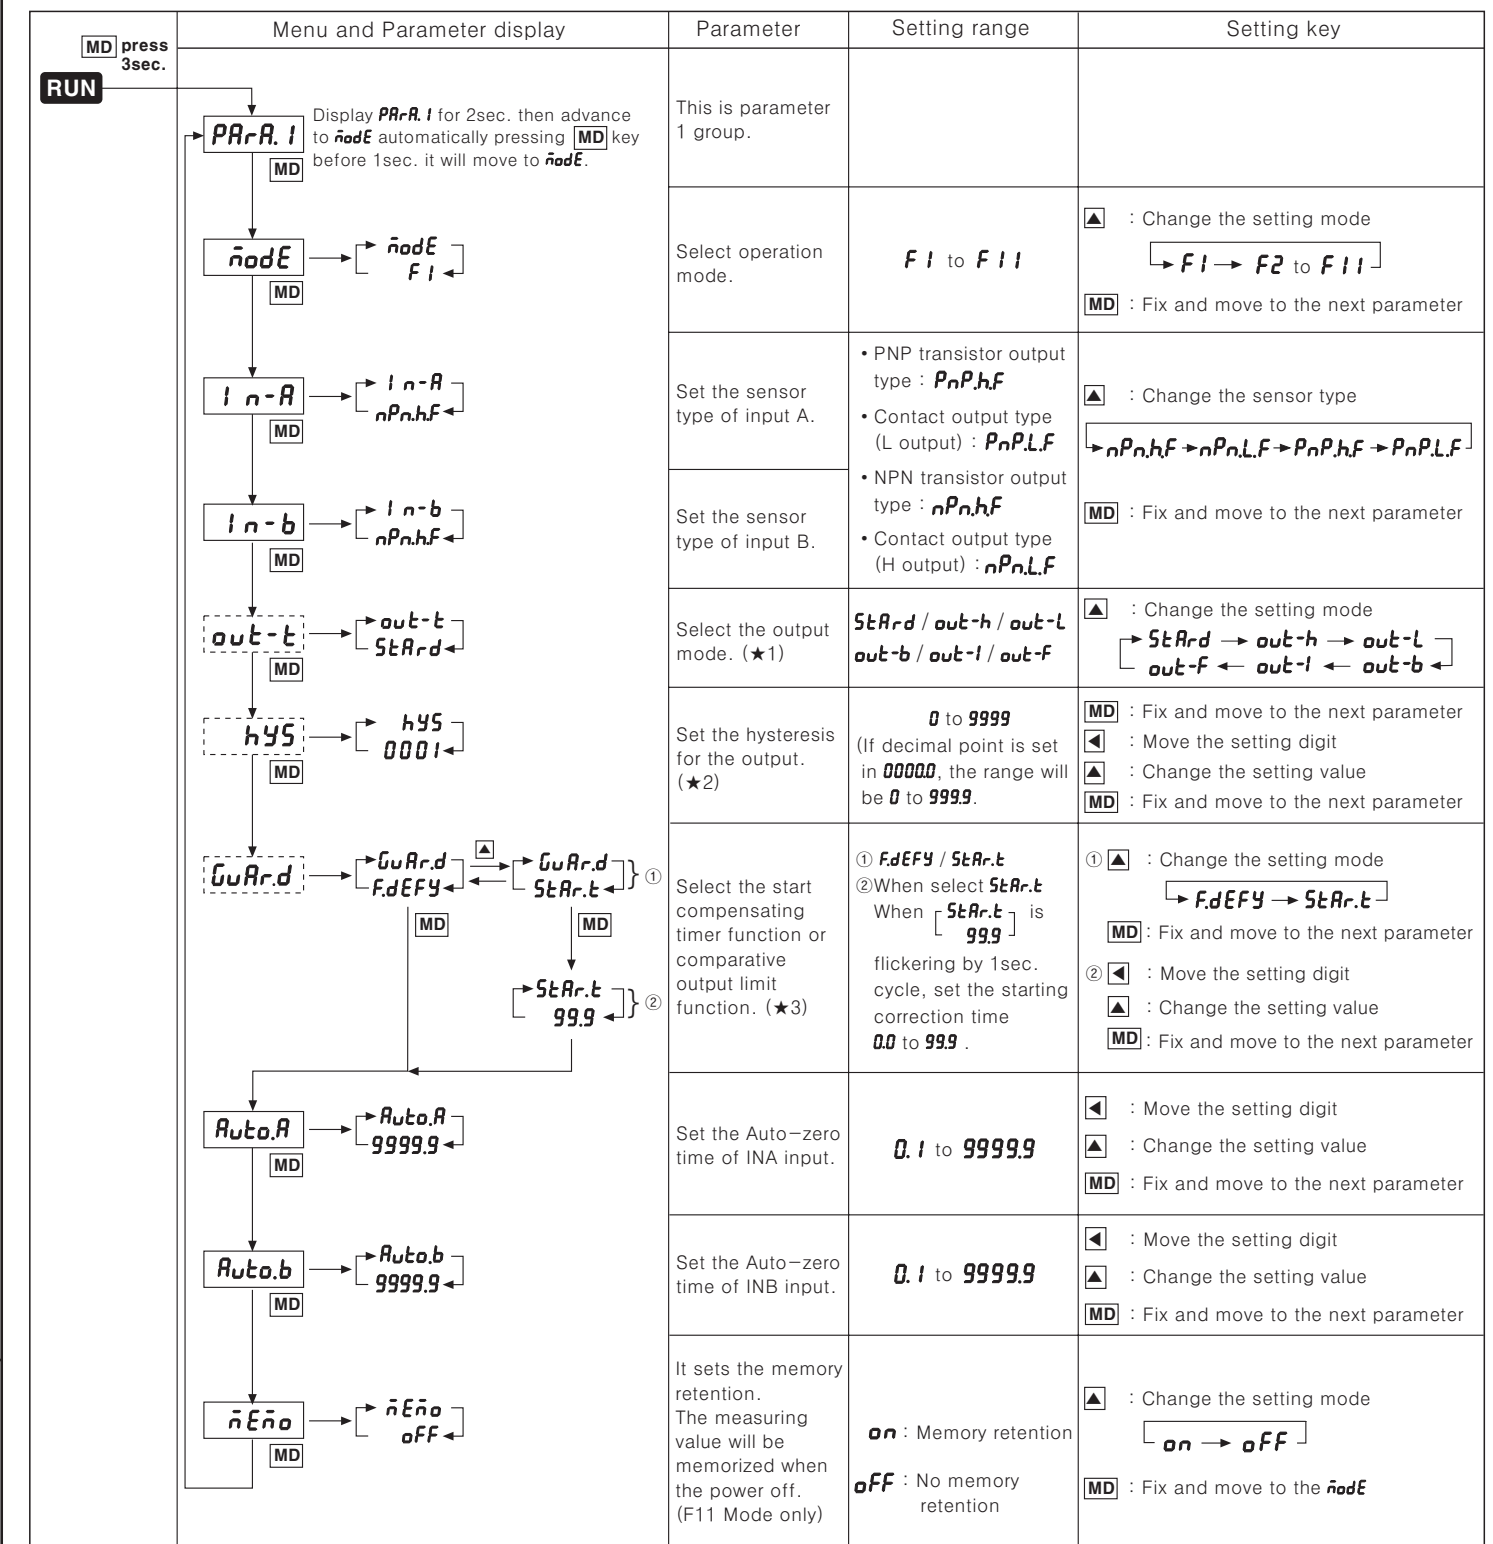 Menu and Parameter display
Parameter
Setting range
Setting key
MD press
3sec.
RUN
PArA. 1
MD
Display PArA. 1 for 2sec. then advance
to modE automatically pressing MD key
before 1sec. it will move to modE.
This is parameter
1 group.
modE
MD
modE
F1
Select operation
mode.
F1 to F11
▲ : Change the setting mode
F1 → F2 to F11
MD : Fix and move to the next parameter
In-A
MD
In-A
nPn.h.F
Set the sensor
type of input A.
In-b
MD
In-b
nPn.h.F
Set the sensor
type of input B.
• PNP transistor output
type : PnP.h.F
• Contact output type
(L output) : PnP.L.F
• NPN transistor output
type : nPn.h.F
• Contact output type
(H output) : nPn.L.F
▲ : Change the sensor type
nPn.h.F → nPn.L.F → PnP.h.F → PnP.L.F
MD : Fix and move to the next parameter
out-t
MD
out-t
StArd
Select the output
mode. (★1)
StArd / out-h / out-L
out-b / out-I / out-F
▲ : Change the setting mode
StArd → out-h → out-L
out-F ← out-I ← out-b
hYS
MD
hYS
0001
Set the hysteresis
for the output.
(★2)
0 to 9999
(If decimal point is set
in 0000.0, the range will
be 0 to 999.9.
MD : Fix and move to the next parameter
◀ : Move the setting digit
▲ : Change the setting value
MD : Fix and move to the next parameter
GuAr.d
GuAr.d
F.dEFY
▲
GuAr.d
StAr.t
①
MD
MD
StAr.t
99.9
②
Select the start
compensating
timer function or
comparative
output limit
function. (★3)
① F.dEFY / StAr.t
②When select StAr.t
When StAr.t is
99.9
flickering by 1sec.
cycle, set the starting
correction time
0.0 to 99.9 .
① ▲ : Change the setting mode
F.dEFY → StAr.t
MD : Fix and move to the next parameter
② ◀ : Move the setting digit
▲ : Change the setting value
MD : Fix and move to the next parameter
Auto.A
MD
Auto.A
9999.9
Set the Auto-zero
time of INA input.
0.1 to 9999.9
◀ : Move the setting digit
▲ : Change the setting value
MD : Fix and move to the next parameter
Auto.b
MD
Auto.b
9999.9
Set the Auto-zero
time of INB input.
0.1 to 9999.9
◀ : Move the setting digit
▲ : Change the setting value
MD : Fix and move to the next parameter
mEmo
MD
mEmo
oFF
It sets the memory
retention.
The measuring
value will be
memorized when
the power off.
(F11 Mode only)
on : Memory retention
oFF : No memory
retention
▲ : Change the setting mode
on → oFF
MD : Fix and move to the modE